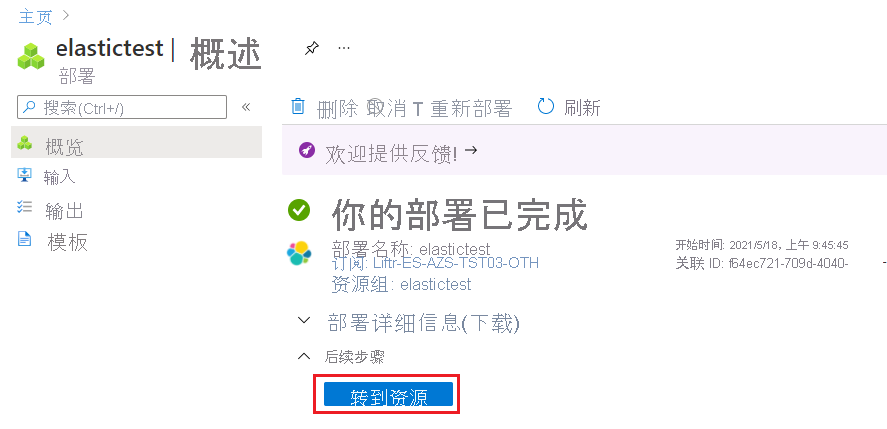 主页
elastictest | 概述
部署
搜索(Ctrl+/)
删除 取消 T 重新部署 刷新
概览
欢迎提供反馈! →
输入
输出
模板
你的部署已完成
部署名称: elastictest
订阅: Liftr-ES-AZS-TST03-OTH
资源组: elastictest
开始时间: 2021/5/18, 上午 9:45:45
关联 ID: f64ec721-709d-4040-
部署详细信息(下载)
后续步骤
转到资源